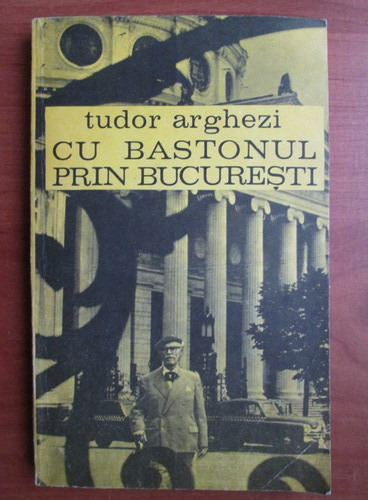 tudor arghezi
CU BASTONUL
PRIN BUCUREȘTI